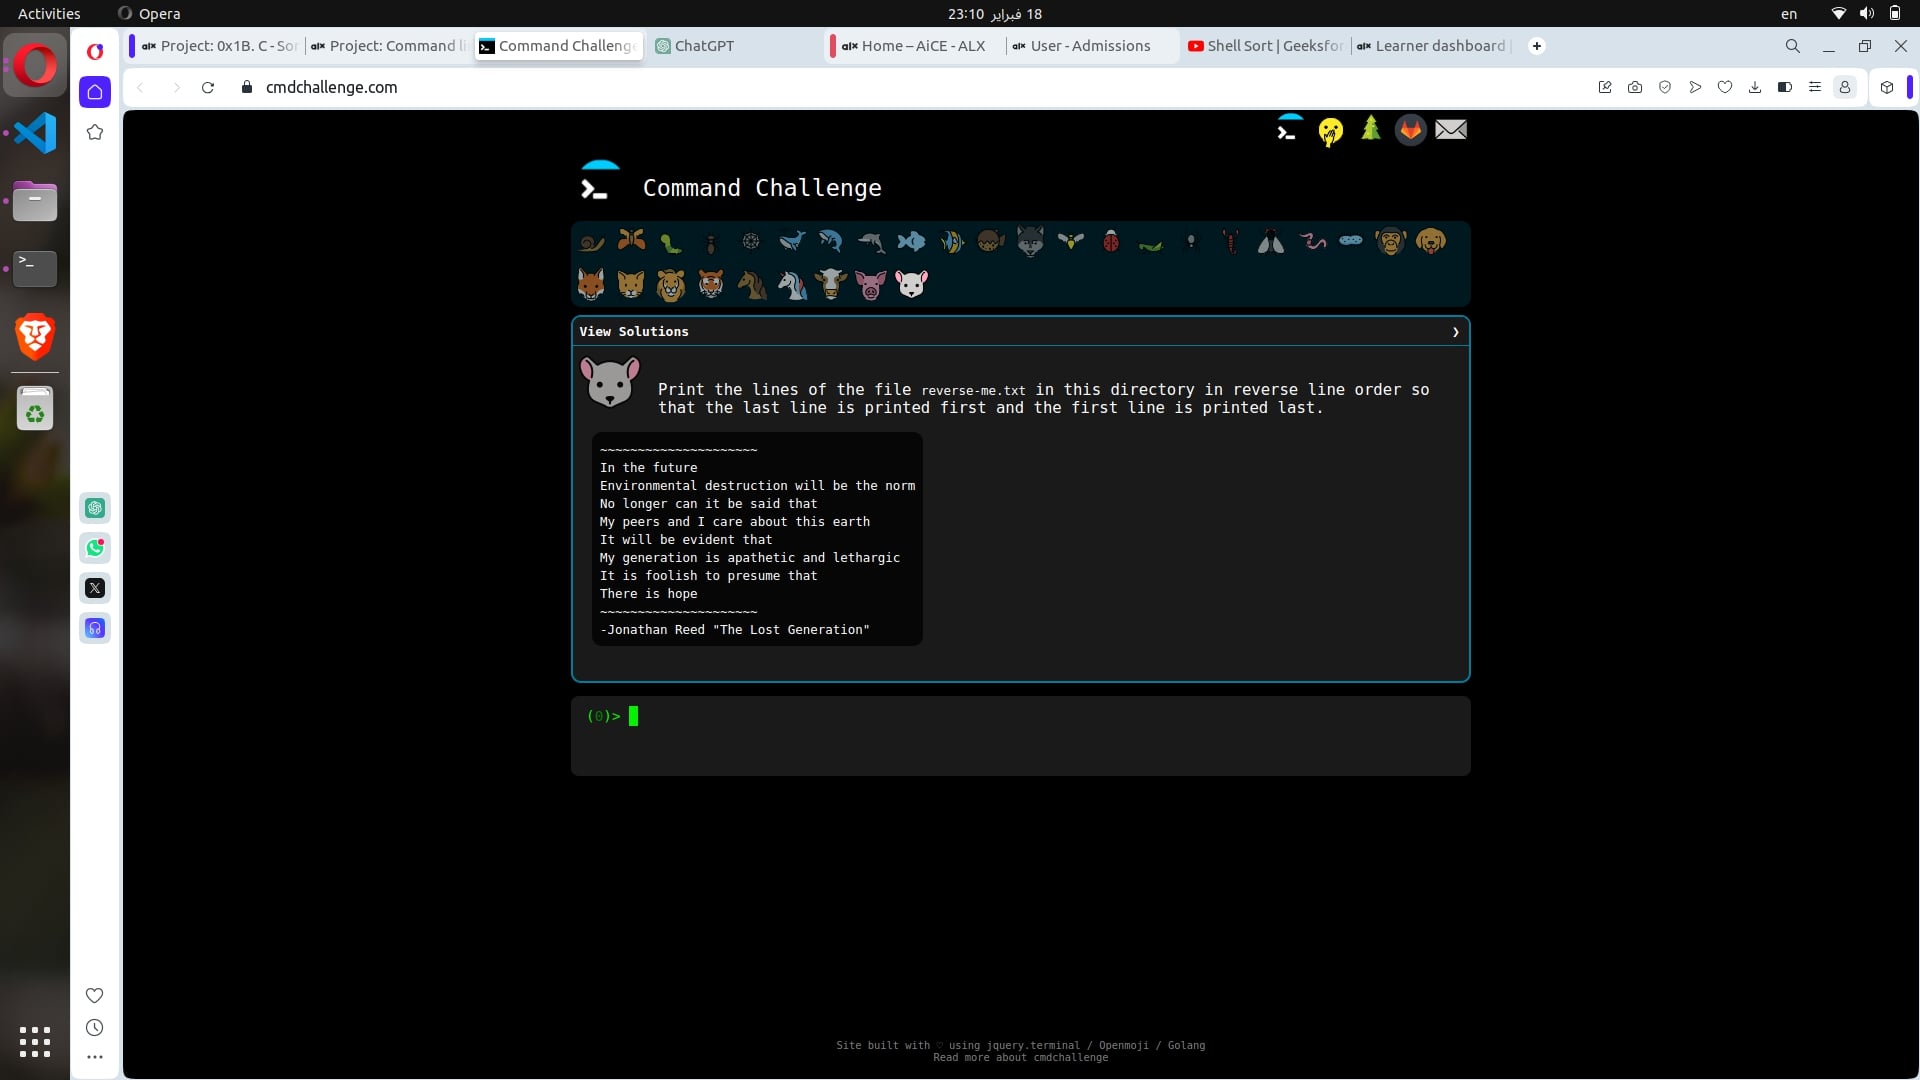 Activities
Opera
23:10 18 فبراير
en
Project: 0x1B. C - Sor
Project: Command li
Command Challenge
ChatGPT
Home – AiCE - ALX
User - Admissions
Shell Sort | Geeksfor
Learner dashboard
cmdchallenge.com
Command Challenge
View Solutions
Print the lines of the file reverse-me.txt in this directory in reverse line order so
that the last line is printed first and the first line is printed last.
~~~~~~~~~~~~~~~~~~~~~
In the future
Environmental destruction will be the norm
No longer can it be said that
My peers and I care about this earth
It will be evident that
My generation is apathetic and lethargic
It is foolish to presume that
There is hope
~~~~~~~~~~~~~~~~~~~~~
-Jonathan Reed "The Lost Generation"
(0)>
Site built with ♡ using jquery.terminal / Openmoji / Golang
Read more about cmdchallenge